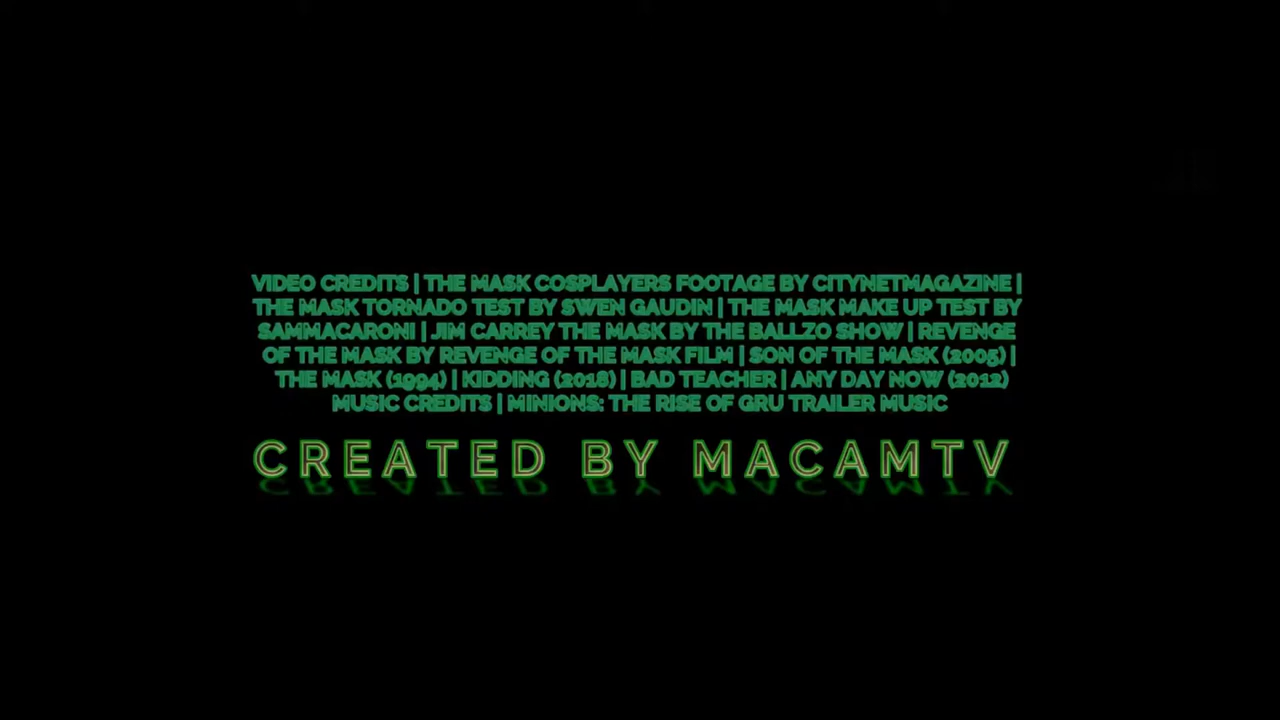 VIDEO CREDITS | THE MASK COSPLAYERS FOOTAGE BY CITYNETMAGAZINE |
THE MASK TORNADO TEST BY SWEN GAUDIN | THE MASK MAKE UP TEST BY
SAMMACARONI | JIM CARREY THE MASK BY THE BALLZO SHOW | REVENGE
OF THE MASK BY REVENGE OF THE MASK FILM | SON OF THE MASK (2005) |
THE MASK (1994) | KIDDING (2018) | BAD TEACHER | ANY DAY NOW (2012)
MUSIC CREDITS | MINIONS: THE RISE OF GRU TRAILER MUSIC
CREATED BY MACAMTV